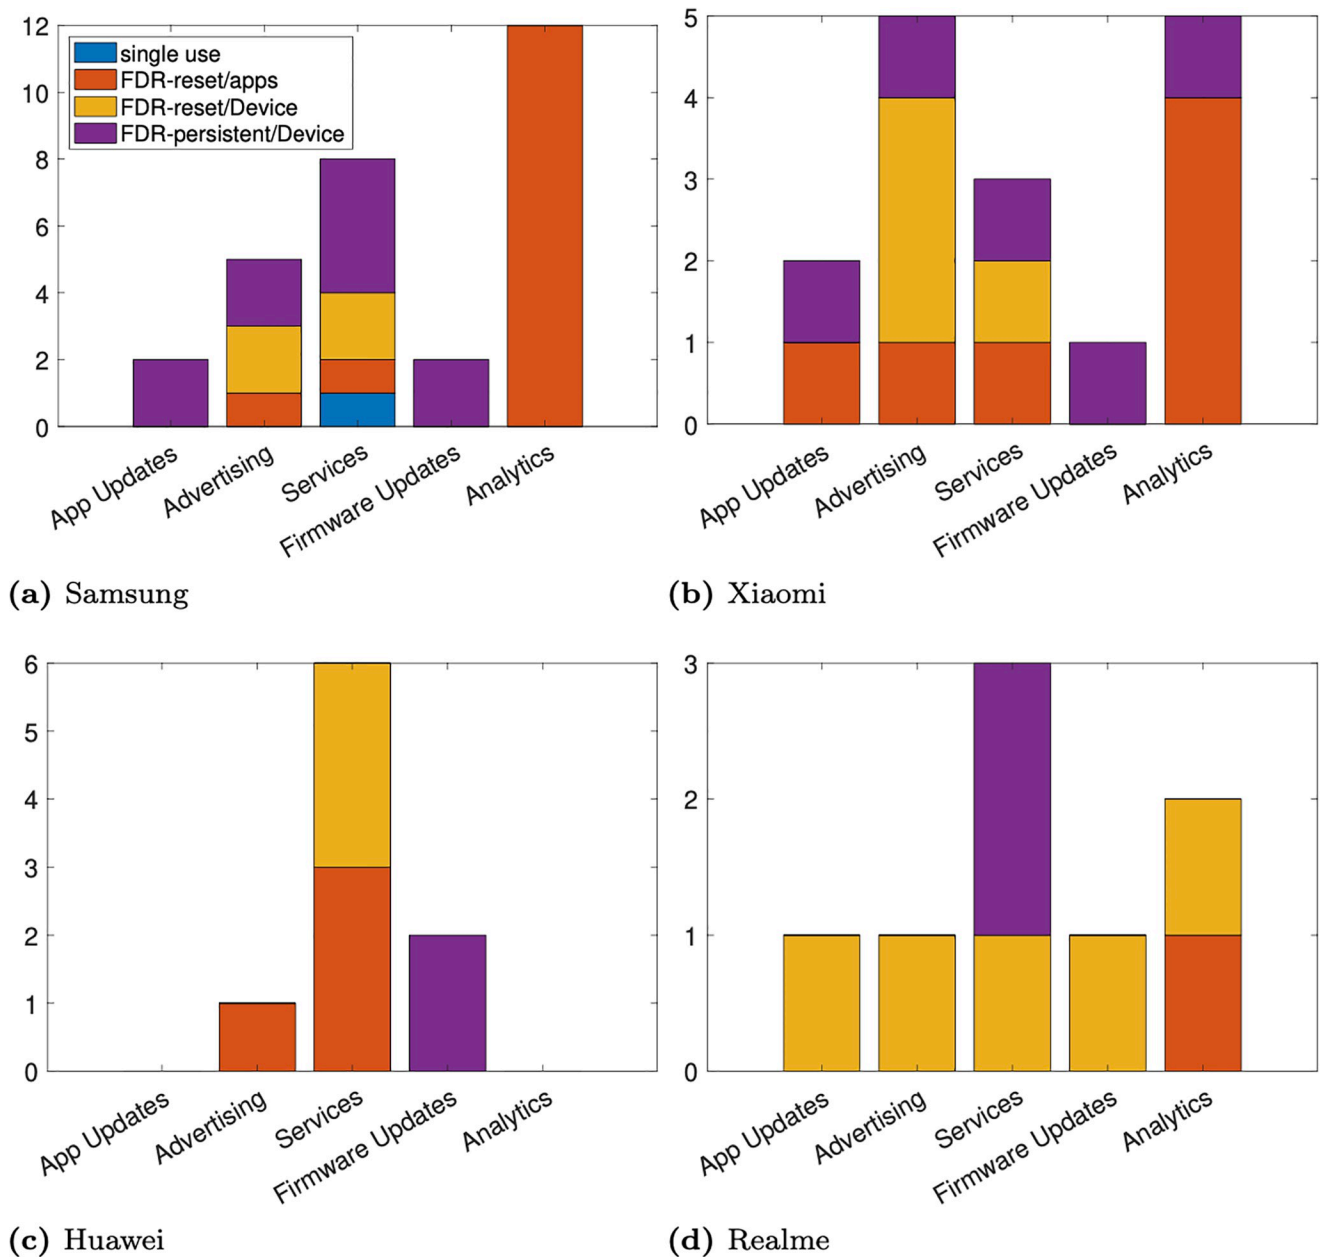 12
10
8
6
4
2
0
single use
FDR-reset/apps
FDR-reset/Device
FDR-persistent/Device
App Updates
Advertising
Services
Firmware Updates
Analytics
(a) Samsung
5
4
3
2
1
0
App Updates
Advertising
Services
Firmware Updates
Analytics
(b) Xiaomi
6
5
4
3
2
1
0
App Updates
Advertising
Services
Firmware Updates
Analytics
(c) Huawei
3
2
1
0
App Updates
Advertising
Services
Firmware Updates
Analytics
(d) Realme